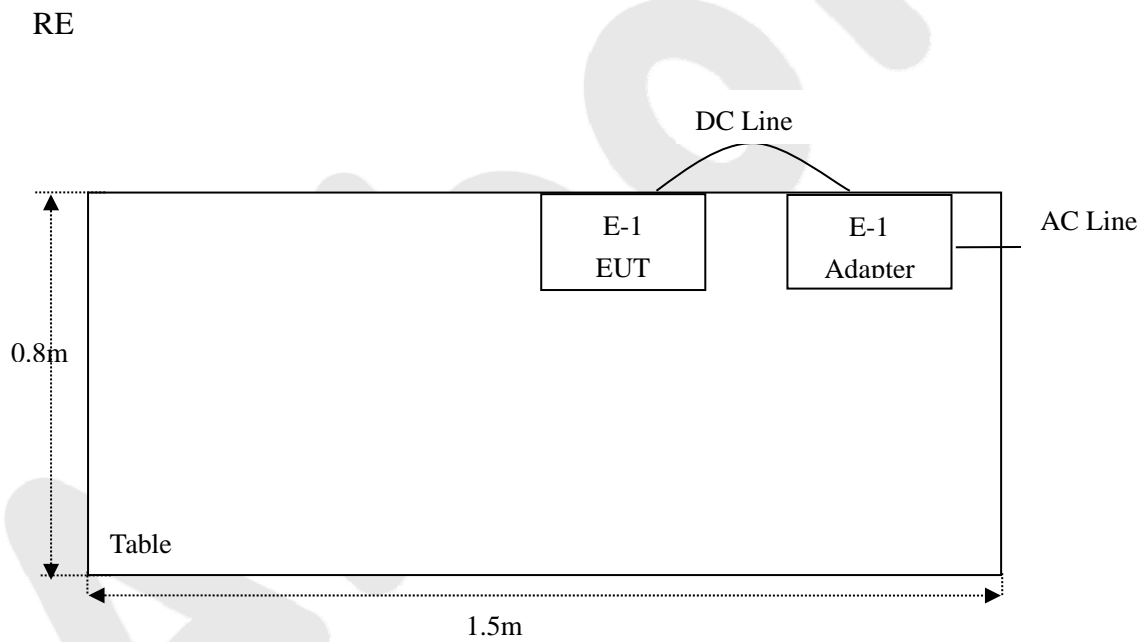 RE
DC Line
AC Line
E-1
EUT
E-1
Adapter
0.8m
Table
1.5m